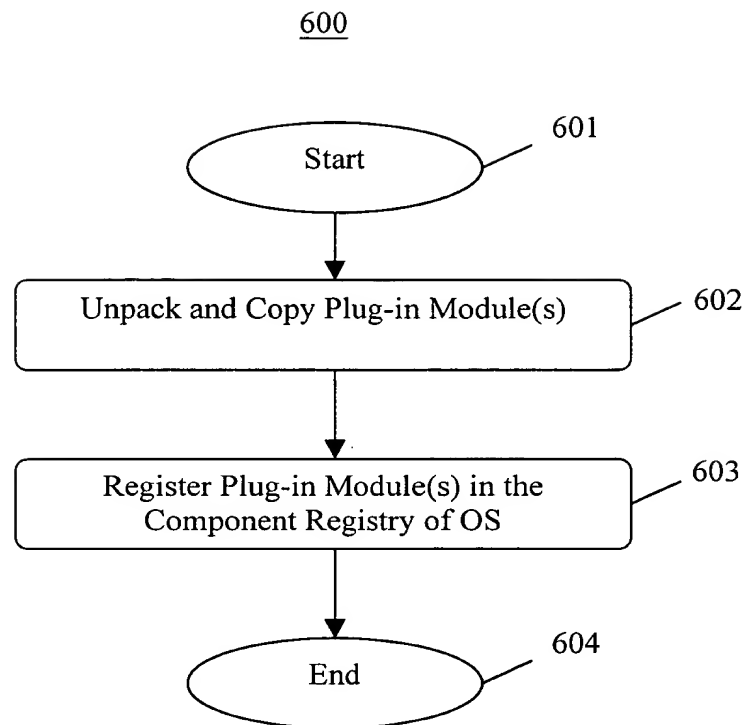 600
601
Start
Unpack and Copy Plug-in Module(s)
602
Register Plug-in Module(s) in the
Component Registry of OS
603
End
604